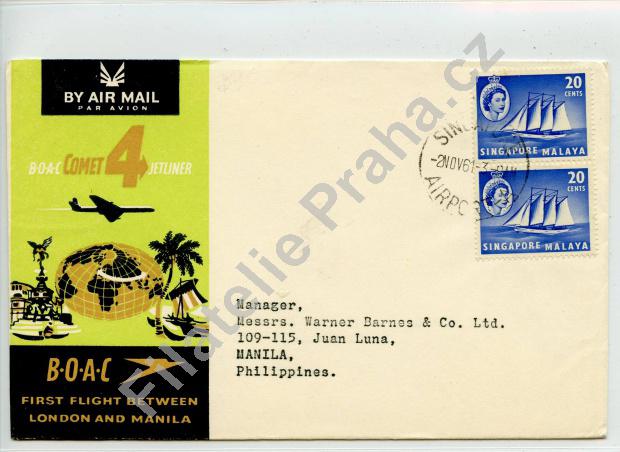 BY AIR MAIL
PAR AVION
B·O·A·C COMET 4 JETLINER
B·O·A·C
FIRST FLIGHT BETWEEN
LONDON AND MANILA
20
CENTS
SINGAPORE MALAYA
20
CENTS
SINGAPORE MALAYA
-2NOV61-3
Manager,
Messrs. Warner Barnes & Co. Ltd.
109-115, Juan Luna,
MANILA,
Philippines.
Filatelie Praha.cz